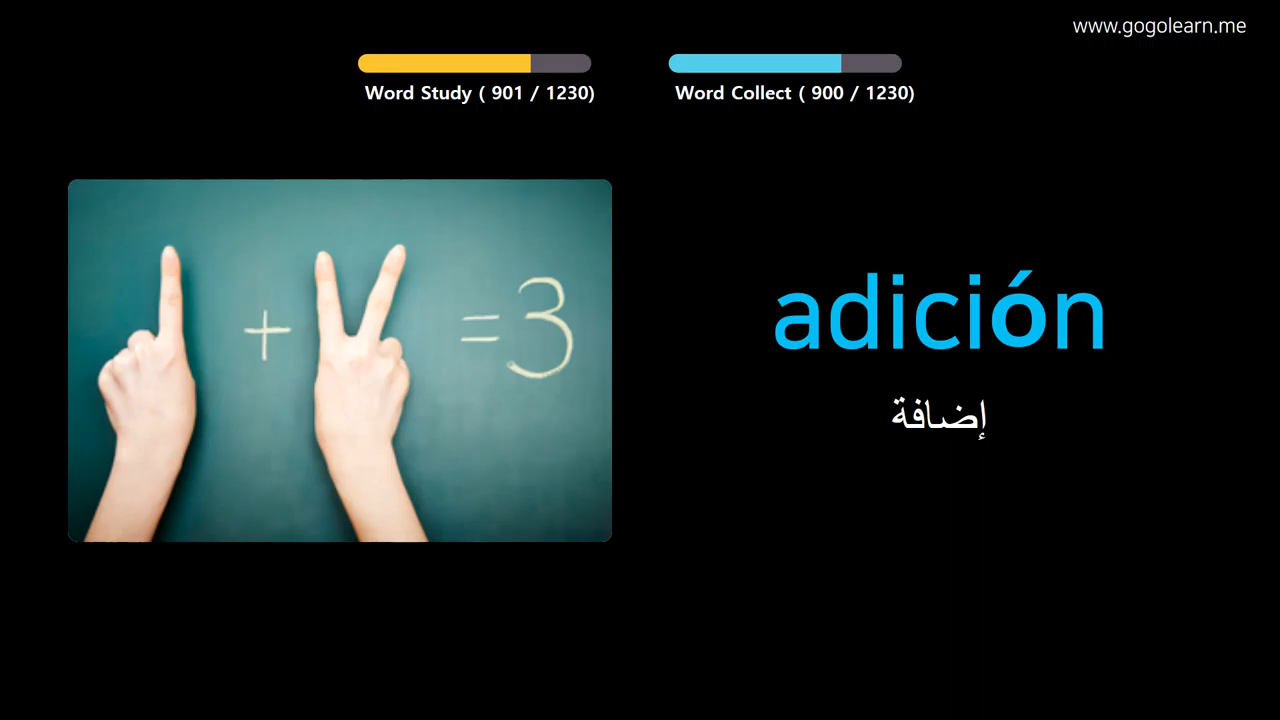 www.gogolearn.me
Word Study ( 901 / 1230)
Word Collect ( 900 / 1230)
+ = 3
adición
إضافة